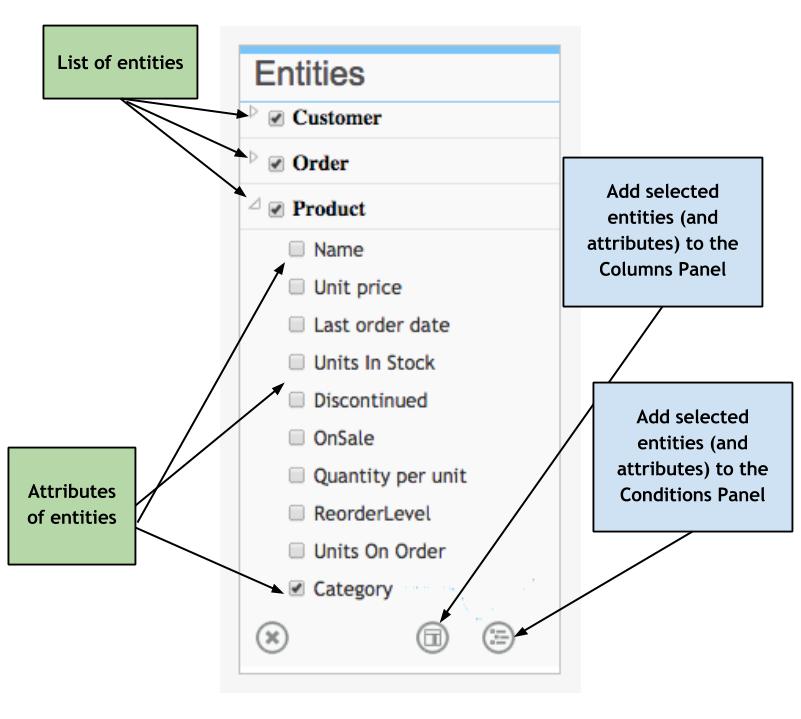 List of entities
Entities
Customer
Order
Product
Name
Unit price
Last order date
Units In Stock
Discontinued
OnSale
Quantity per unit
ReorderLevel
Units On Order
Category
Attributes
of entities
Add selected
entities (and
attributes) to the
Columns Panel
Add selected
entities (and
attributes) to the
Conditions Panel